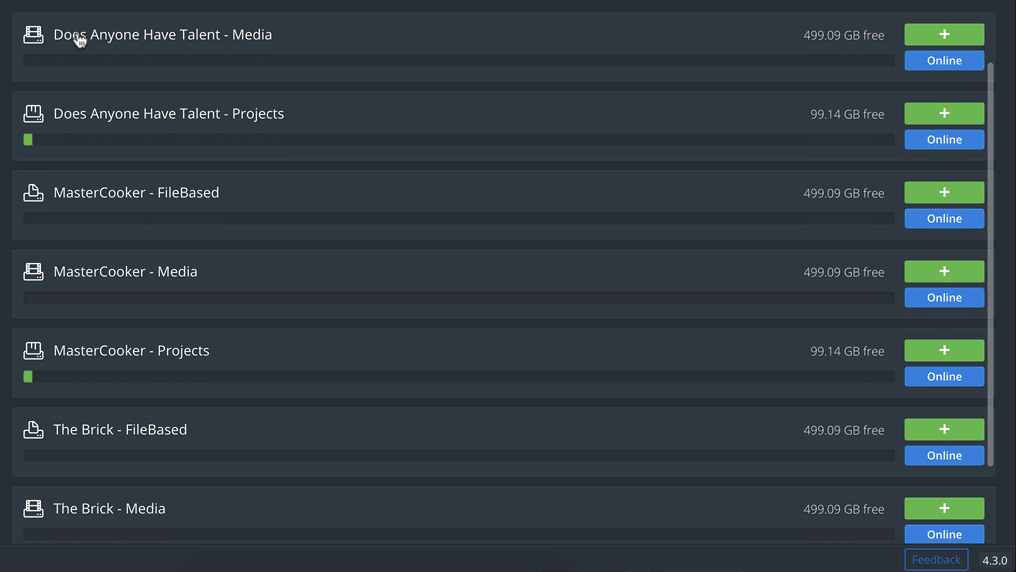 Does Anyone Have Talent - Media 499.09 GB free +
Online
Does Anyone Have Talent - Projects 99.14 GB free +
Online
MasterCooker - FileBased 499.09 GB free +
Online
MasterCooker - Media 499.09 GB free +
Online
MasterCooker - Projects 99.14 GB free +
Online
The Brick - FileBased 499.09 GB free +
Online
The Brick - Media 499.09 GB free +
Online
Feedback 4.3.0